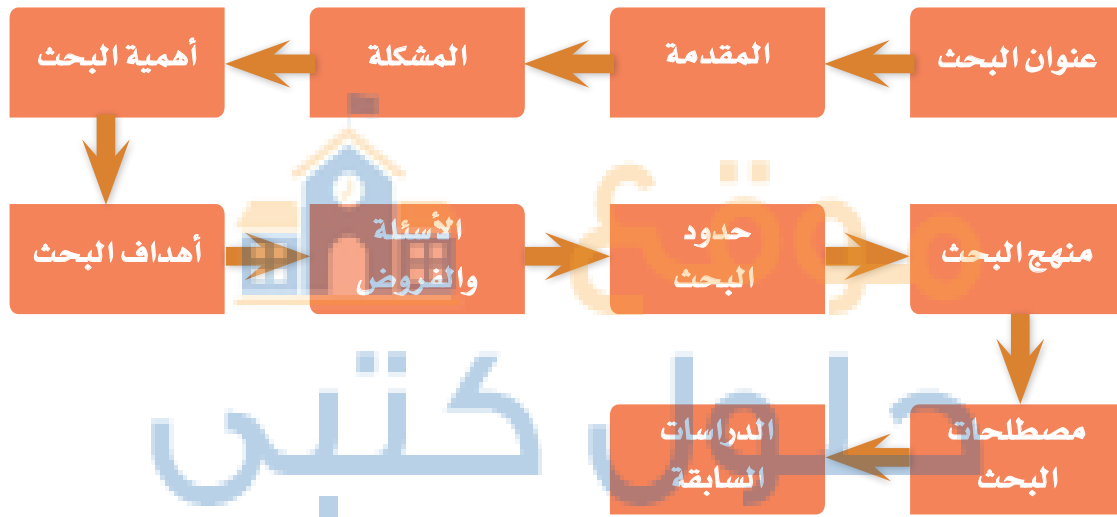 عنوان البحث
المقدمة
المشكلة
أهمية البحث
أهداف البحث
الأسئلة
والفروض
حدود
البحث
منهج البحث
مصطلحات
البحث
الدراسات
السابقة
موقع
حلول كتبي